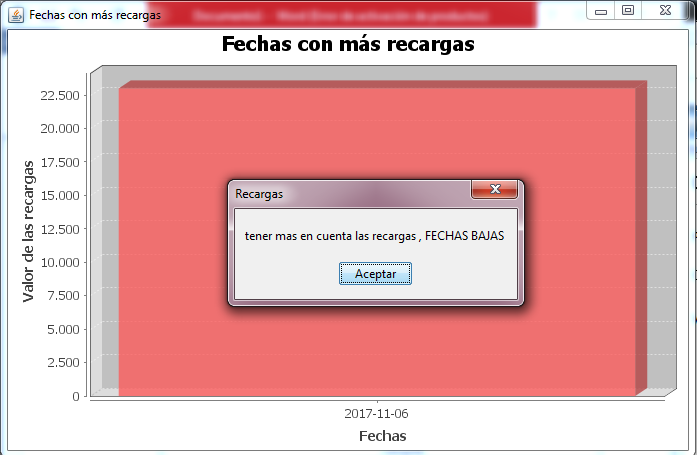 Documento1 - Word (Error de activación de productos)
Fechas con más recargas
Fechas con más recargas
22.500
20.000
17.500
15.000
12.500
10.000
7.500
5.000
2.500
0
Valor de las recargas
Recargas
tener mas en cuenta las recargas , FECHAS BAJAS
Aceptar
2017-11-06
Fechas